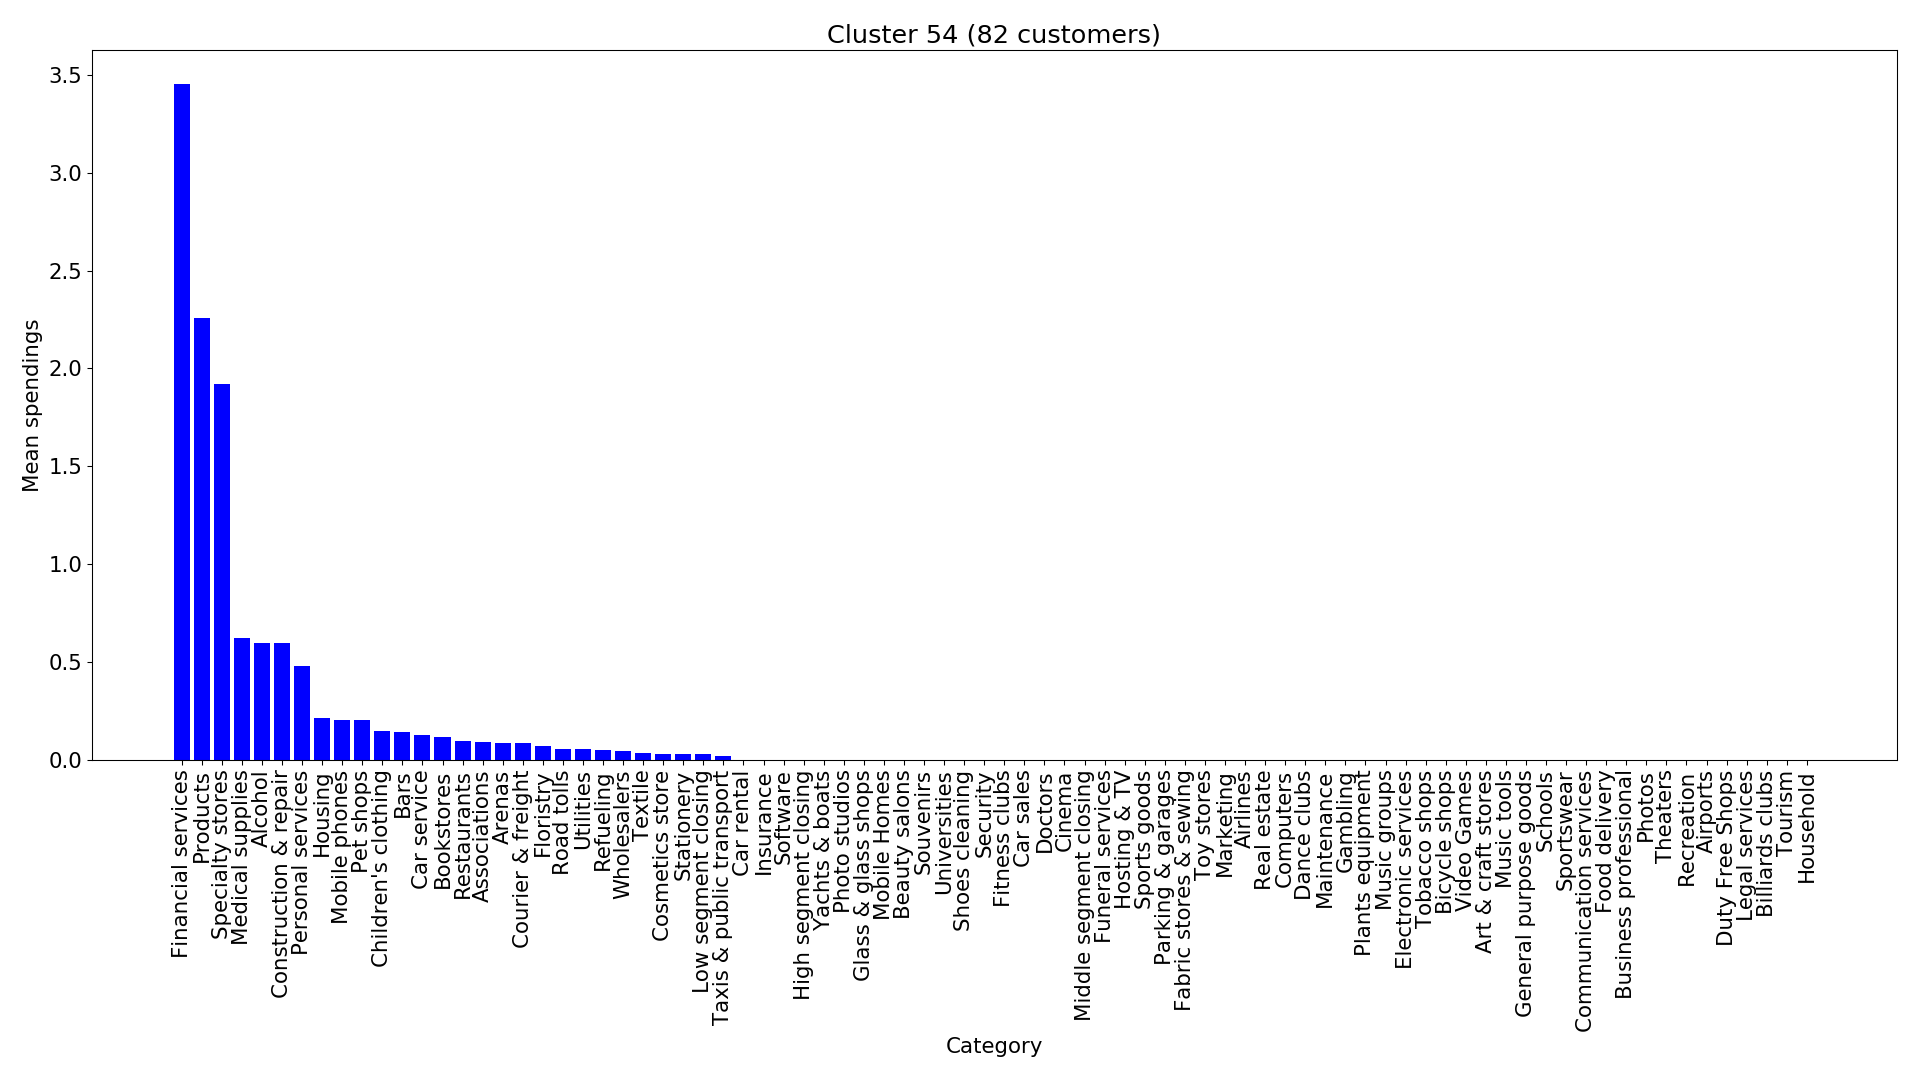 Cluster 54 (82 customers)
3.5
3.0
2.5
2.0
1.5
1.0
0.5
0.0
Mean spendings
Financial services
Products
Specialty stores
Medical supplies
Alcohol
Construction & repair
Personal services
Housing
Mobile phones
Pet shops
Children's clothing
Bars
Car service
Bookstores
Restaurants
Associations
Arenas
Courier & freight
Floristry
Road tolls
Utilities
Refueling
Wholesalers
Textile
Cosmetics store
Stationery
Low segment closing
Taxis & public transport
Car rental
Insurance
Software
High segment closing
Yachts & boats
Photo studios
Glass & glass shops
Mobile Homes
Beauty salons
Souvenirs
Universities
Shoes cleaning
Security
Fitness clubs
Car sales
Doctors
Cinema
Middle segment closing
Funeral services
Hosting & TV
Sports goods
Parking & garages
Fabric stores & sewing
Toy stores
Marketing
Airlines
Real estate
Computers
Dance clubs
Maintenance
Gambling
Plants equipment
Music groups
Electronic services
Tobacco shops
Bicycle shops
Video Games
Art & craft stores
Music tools
General purpose goods
Schools
Sportswear
Communication services
Food delivery
Business professional
Photos
Theaters
Recreation
Airports
Duty Free Shops
Legal services
Billiards clubs
Tourism
Household
Category